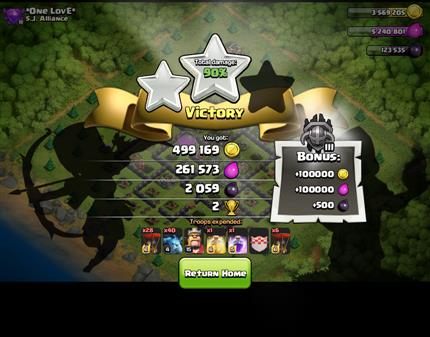 *One LovE*
S.J. Alliance
3 569 205
5 240 801
123 535
Total damage:
90%
Victory
You got:
499 169
261 573
2 059
2
III
Bonus:
+100000
+100000
+500
Troops expended:
x28 x40 x1 x1 x6
Return Home